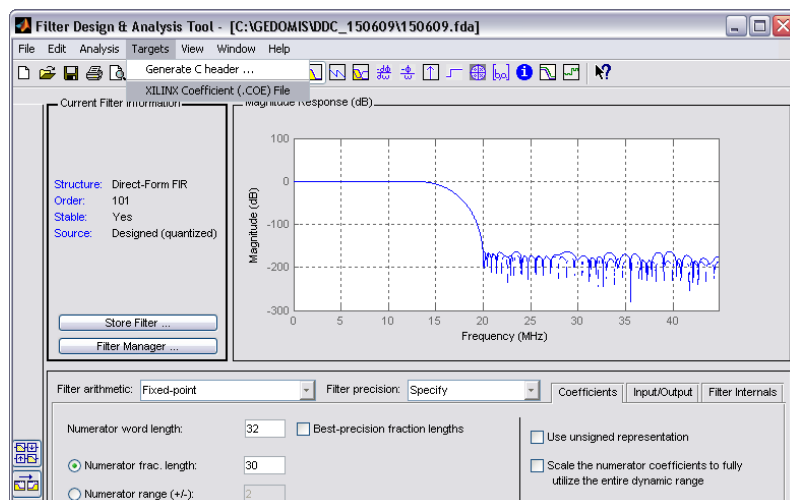 Filter Design & Analysis Tool - [C:\GEDOMIS\DDC_150609\150609.fda]
File Edit Analysis Targets View Window Help
Generate C header ...
XILINX Coefficient (.COE) File
Current Filter Information
Structure: Direct-Form FIR
Order: 101
Stable: Yes
Source: Designed (quantized)
Store Filter ...
Filter Manager ...
Magnitude Response (dB)
100
0
-100
-200
-300
Magnitude (dB)
0 5 10 15 20 25 30 35 40
Frequency (MHz)
Filter arithmetic: Fixed-point Filter precision: Specify Coefficients Input/Output Filter Internals
Numerator word length: 32 Best-precision fraction lengths
Use unsigned representation
Numerator frac. length: 30
Scale the numerator coefficients to fully
utilize the entire dynamic range
Numerator range (+/-): 2